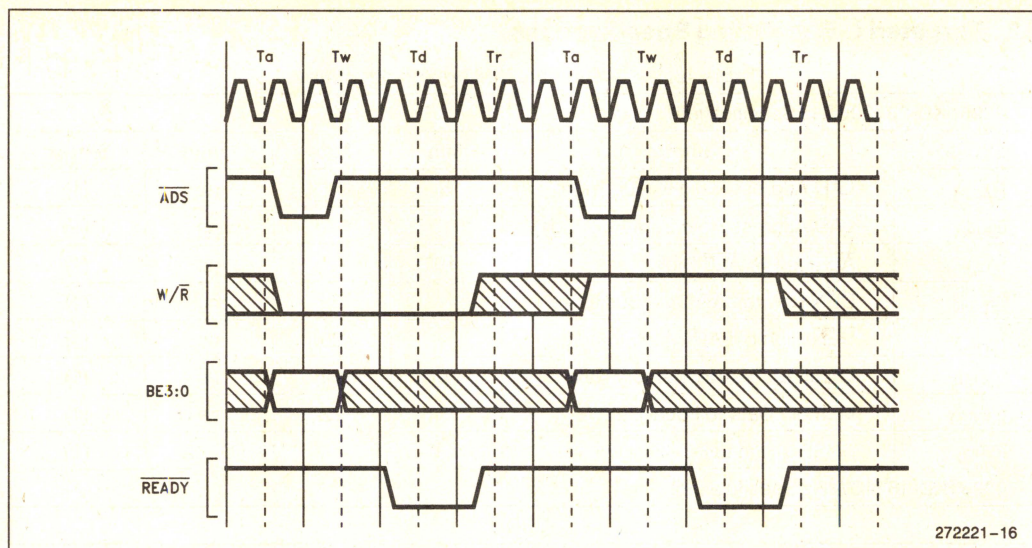 Ta Tw Td Tr Ta Tw Td Tr
ADS
W/R
BE3:0
READY
272221-16